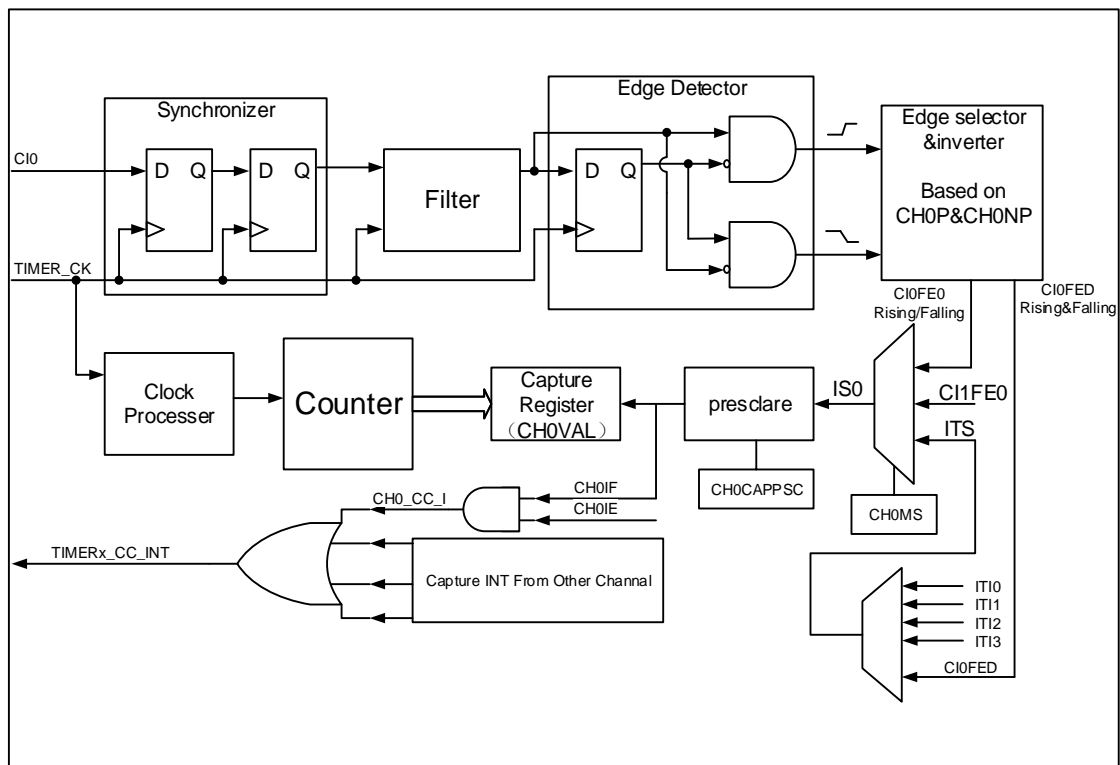 Synchronizer
Edge Detector
Edge selector
&inverter
Based on
CH0P&CH0NP
CI0
D Q
D Q
Filter
D Q
TIMER_CK
CI0FE0
Rising/Falling
CI0FED
Rising&Falling
Clock
Processer
Counter
Capture
Register
（CH0VAL）
presclare
IS0
CI1FE0
ITS
CH0CAPPSC
CH0MS
CH0IF
CH0_CC_I
CH0IE
TIMERx_CC_INT
Capture INT From Other Channal
ITI0
ITI1
ITI2
ITI3
CI0FED